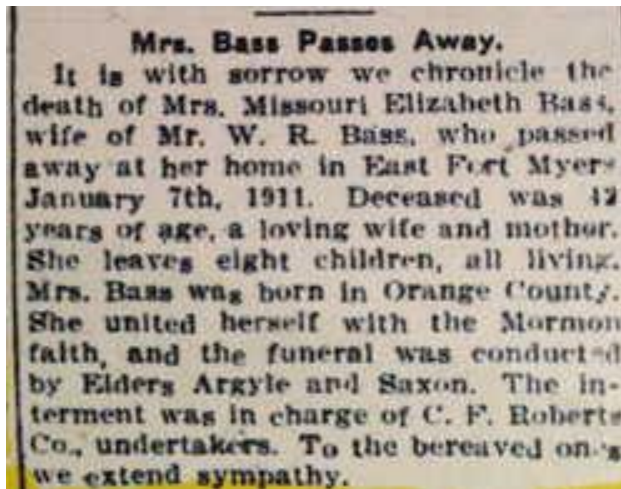 Mrs. Bass Passes Away.
It is with sorrow we chronicle the
death of Mrs. Missouri Elizabeth Bass,
wife of Mr. W. R. Bass, who passed
away at her home in East Fort Myers
January 7th, 1911. Deceased was 42
years of age, a loving wife and mother.
She leaves eight children, all living.
Mrs. Bass was born in Orange County.
She united herself with the Mormon
faith, and the funeral was conducted
by Elders Argyle and Saxon. The in-
terment was in charge of C. F. Roberts
Co., undertakers. To the bereaved ones
we extend sympathy.